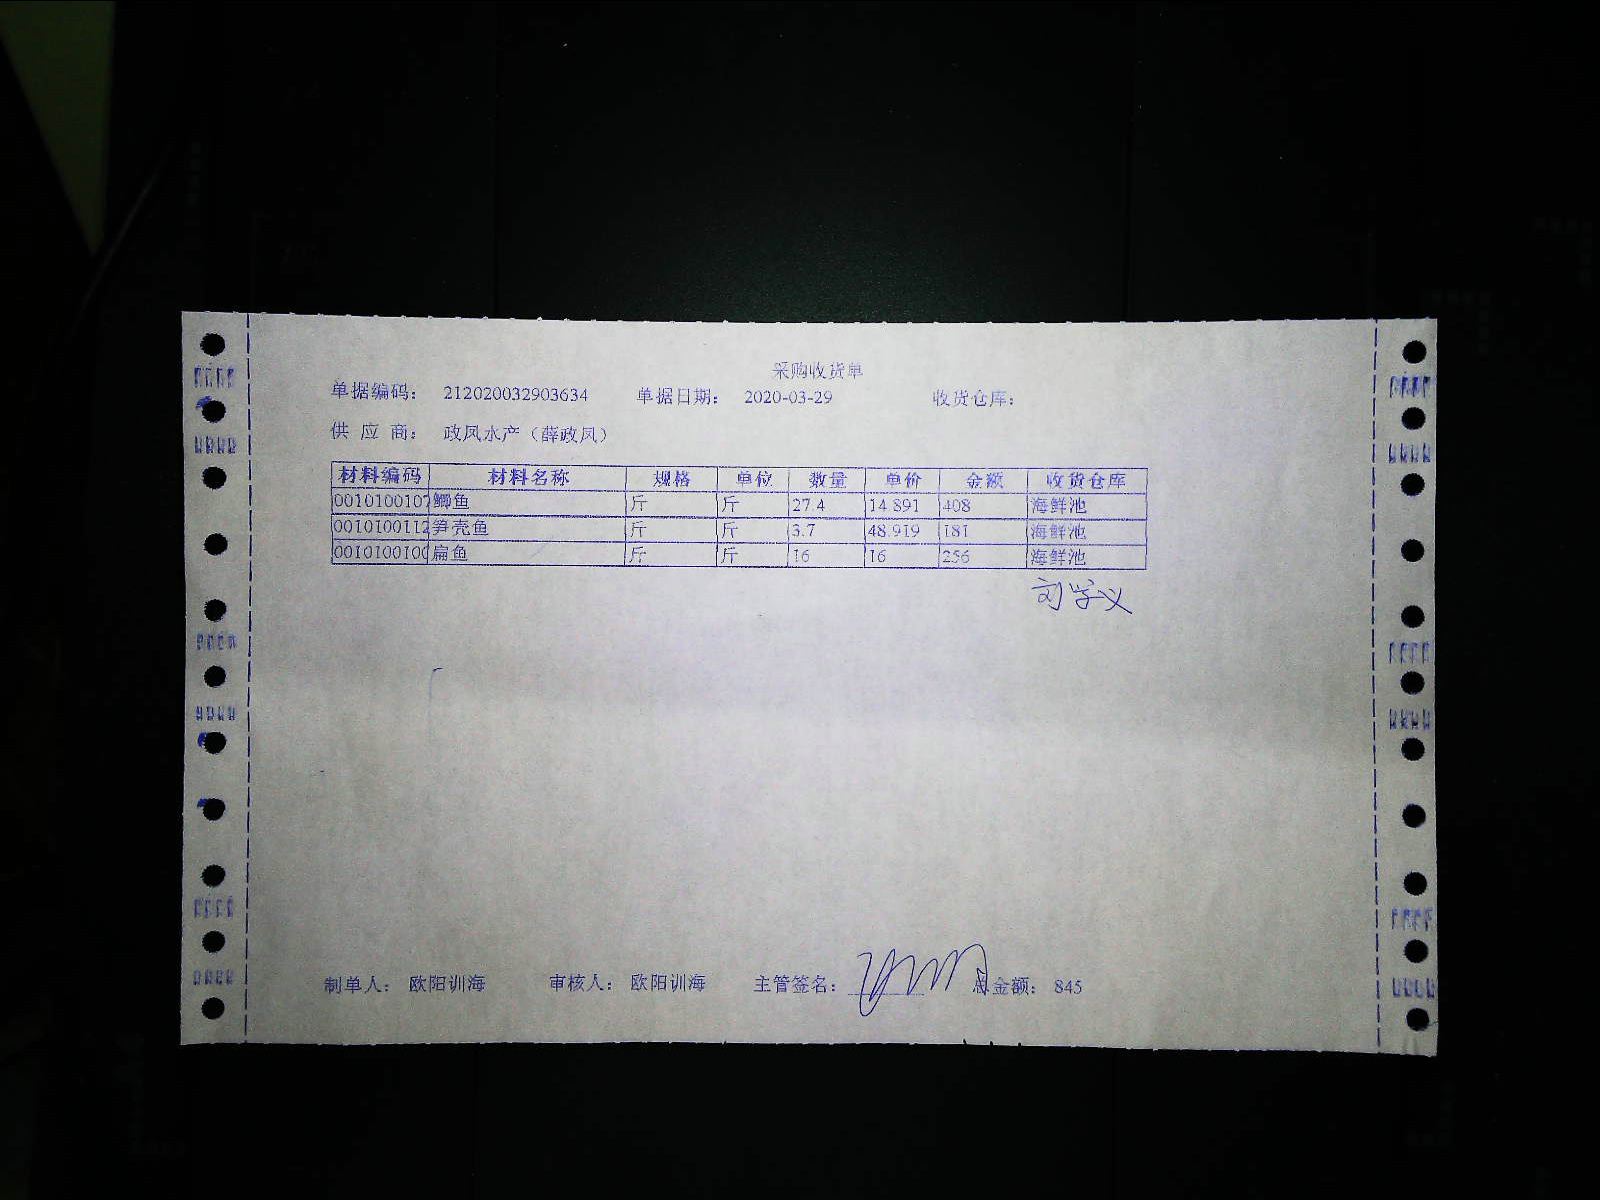 采购收货单
单据编码: 212020032903634 单据日期: 2020-03-29 收货仓库:
供 应 商: 政凤水产（薛政凤）
材料编码 材料名称 规格 单位 数量 单价 金额 收货仓库
0010100107 鲫鱼 斤 斤 27.4 14.891 408 海鲜池
0010100112 笋壳鱼 斤 斤 3.7 48.919 181 海鲜池
0010100100 扁鱼 斤 斤 16 16 256 海鲜池
刘学义
制单人: 欧阳训海 审核人: 欧阳训海 主管签名: 总金额: 845